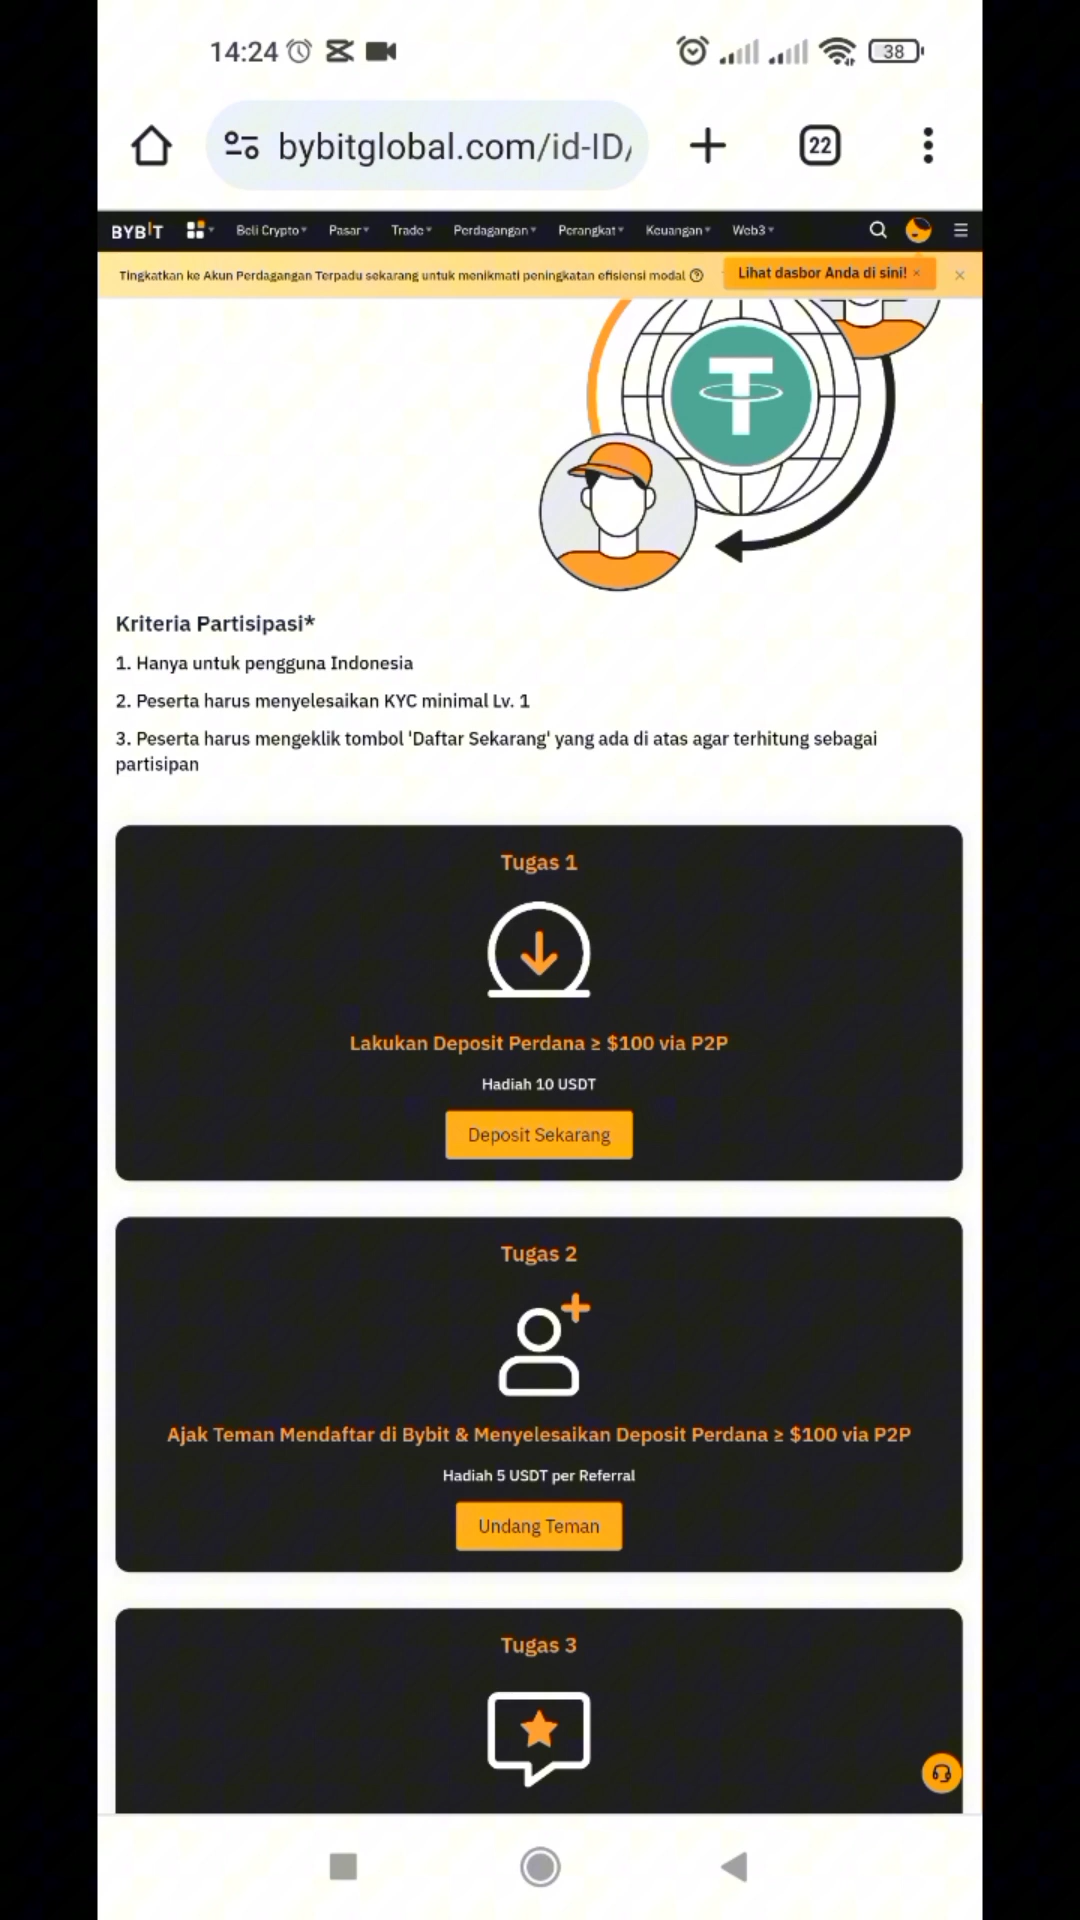 14:24
38
bybitglobal.com/id-ID/
22
BYBIT
Beli Crypto
Pasar
Trade
Perdagangan
Perangkat
Keuangan
Web3
Tingkatkan ke Akun Perdagangan Terpadu sekarang untuk menikmati peningkatan efisiensi modal
Lihat dasbor Anda di sini!
Kriteria Partisipasi*
1. Hanya untuk pengguna Indonesia
2. Peserta harus menyelesaikan KYC minimal Lv. 1
3. Peserta harus mengeklik tombol 'Daftar Sekarang' yang ada di atas agar terhitung sebagai
partisipan
Tugas 1
Lakukan Deposit Perdana ≥ $100 via P2P
Hadiah 10 USDT
Deposit Sekarang
Tugas 2
Ajak Teman Mendaftar di Bybit & Menyelesaikan Deposit Perdana ≥ $100 via P2P
Hadiah 5 USDT per Referral
Undang Teman
Tugas 3